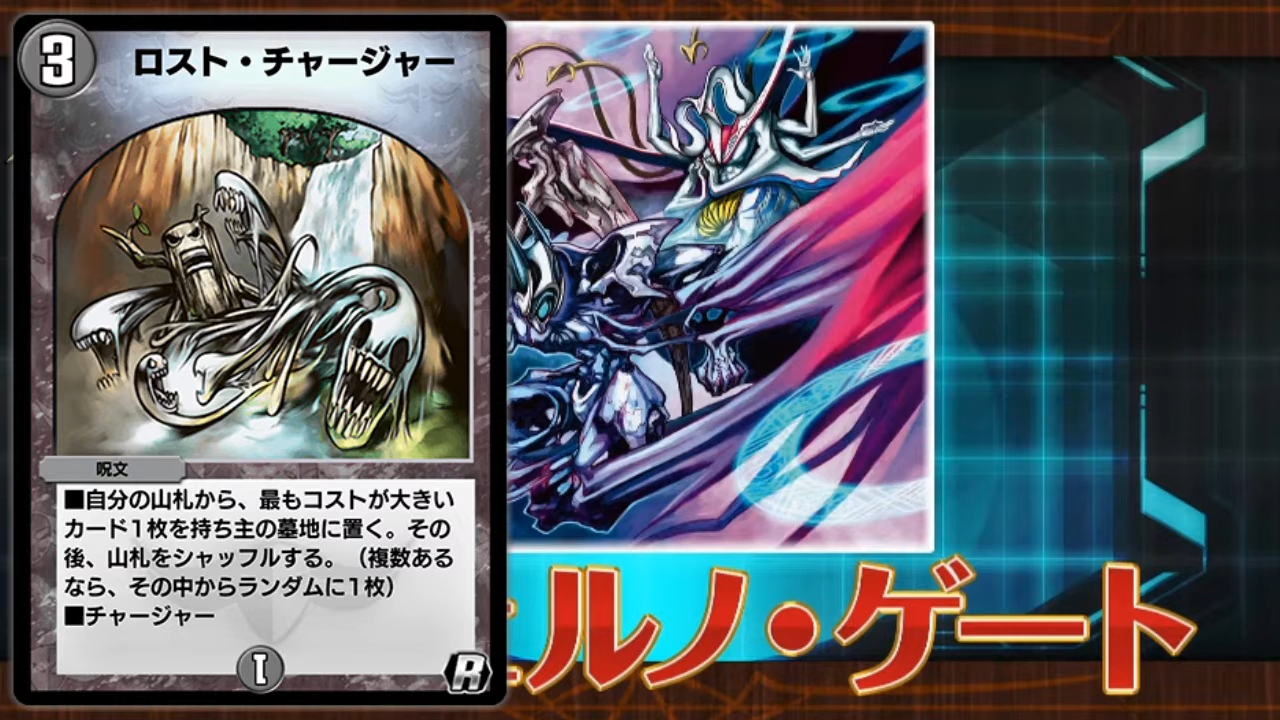 3
ロスト・チャージャー
呪文
■自分の山札から、最もコストが大きい
カード1枚を持ち主の墓地に置く。その
後、山札をシャッフルする。（複数ある
なら、その中からランダムに1枚）
■チャージャー
1
R
ルノ・ゲート